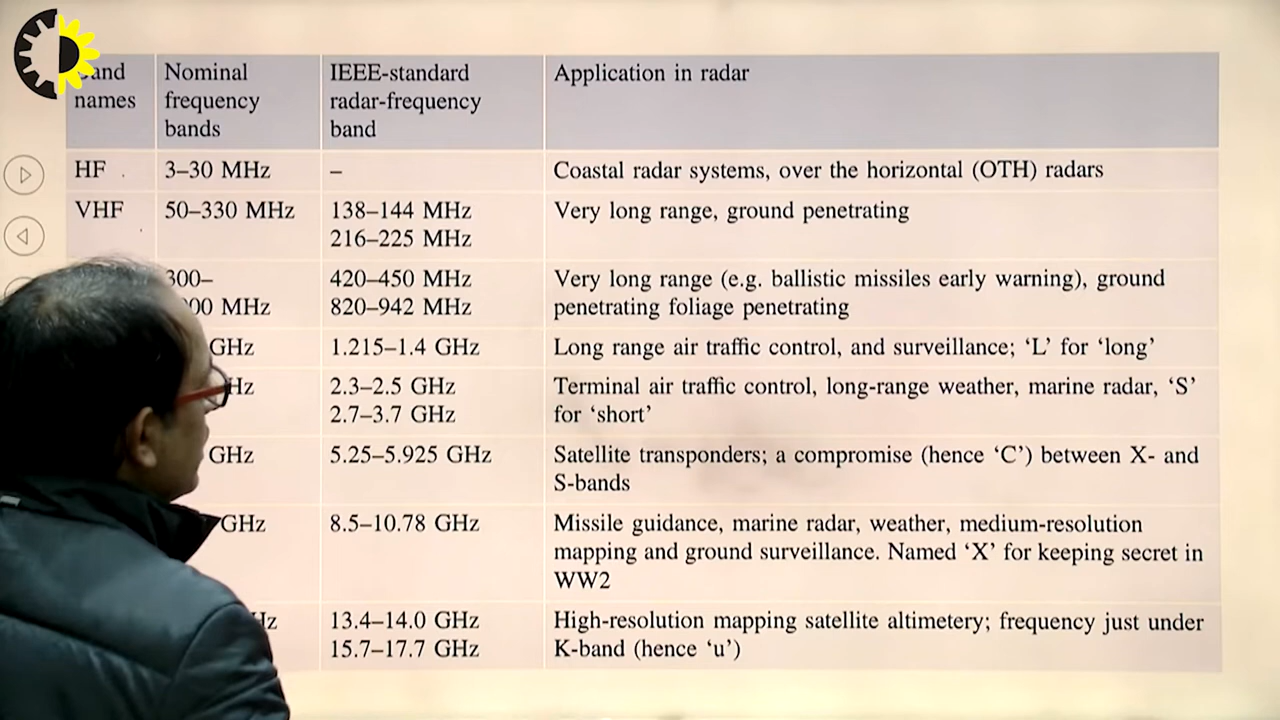 Band names | Nominal frequency bands | IEEE-standard radar-frequency band | Application in radar
HF | 3–30 MHz | – | Coastal radar systems, over the horizontal (OTH) radars
VHF | 50–330 MHz | 138–144 MHz
216–225 MHz | Very long range, ground penetrating
300–
MHz | 420–450 MHz
820–942 MHz | Very long range (e.g. ballistic missiles early warning), ground
penetrating foliage penetrating
GHz | 1.215–1.4 GHz | Long range air traffic control, and surveillance; ‘L’ for ‘long’
2.3–2.5 GHz
2.7–3.7 GHz | Terminal air traffic control, long-range weather, marine radar, ‘S’
for ‘short’
GHz | 5.25–5.925 GHz | Satellite transponders; a compromise (hence ‘C’) between X- and
S-bands
GHz | 8.5–10.78 GHz | Missile guidance, marine radar, weather, medium-resolution
mapping and ground surveillance. Named ‘X’ for keeping secret in
WW2
13.4–14.0 GHz
15.7–17.7 GHz | High-resolution mapping satellite altimetry; frequency just under
K-band (hence ‘u’)